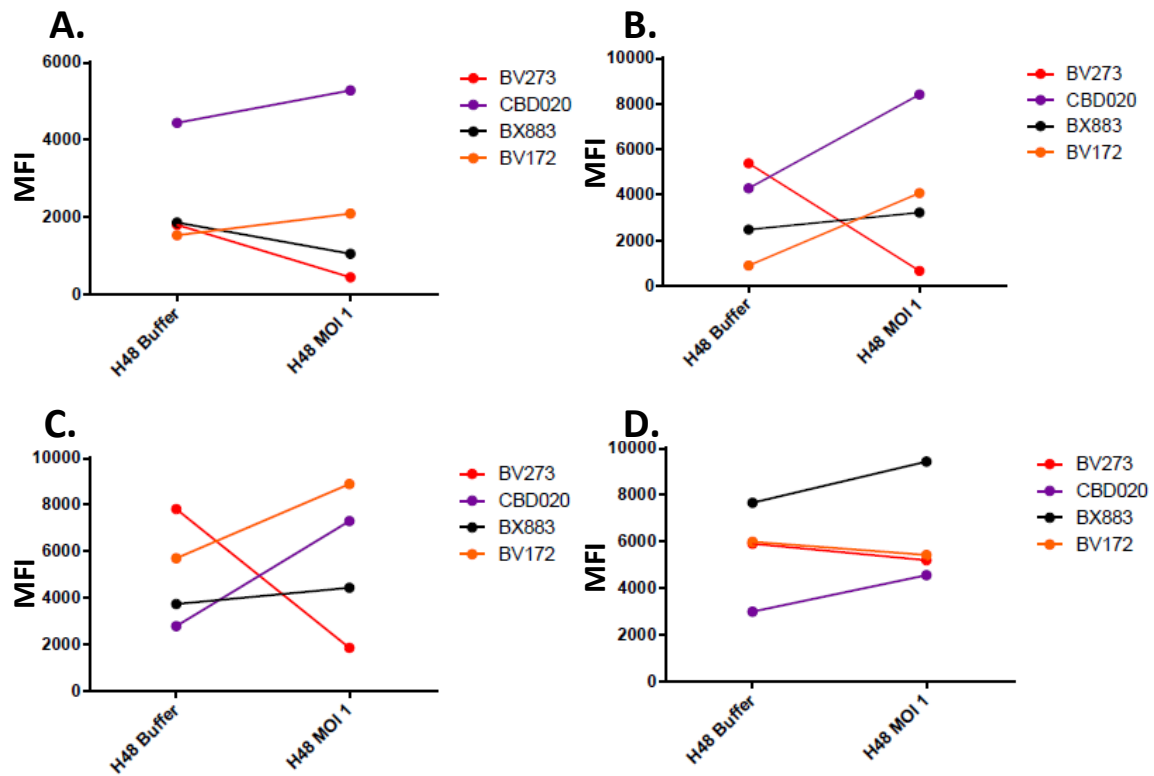 A.
6000
4000
2000
0
MFI
H48 Buffer
H48 MOI 1
BV273
CBD020
BX883
BV172
B.
10000
8000
6000
4000
2000
0
MFI
H48 Buffer
H48 MOI 1
BV273
CBD020
BX883
BV172
C.
10000
8000
6000
4000
2000
0
MFI
H48 Buffer
H48 MOI 1
BV273
CBD020
BX883
BV172
D.
10000
8000
6000
4000
2000
0
MFI
H48 Buffer
H48 MOI 1
BV273
CBD020
BX883
BV172